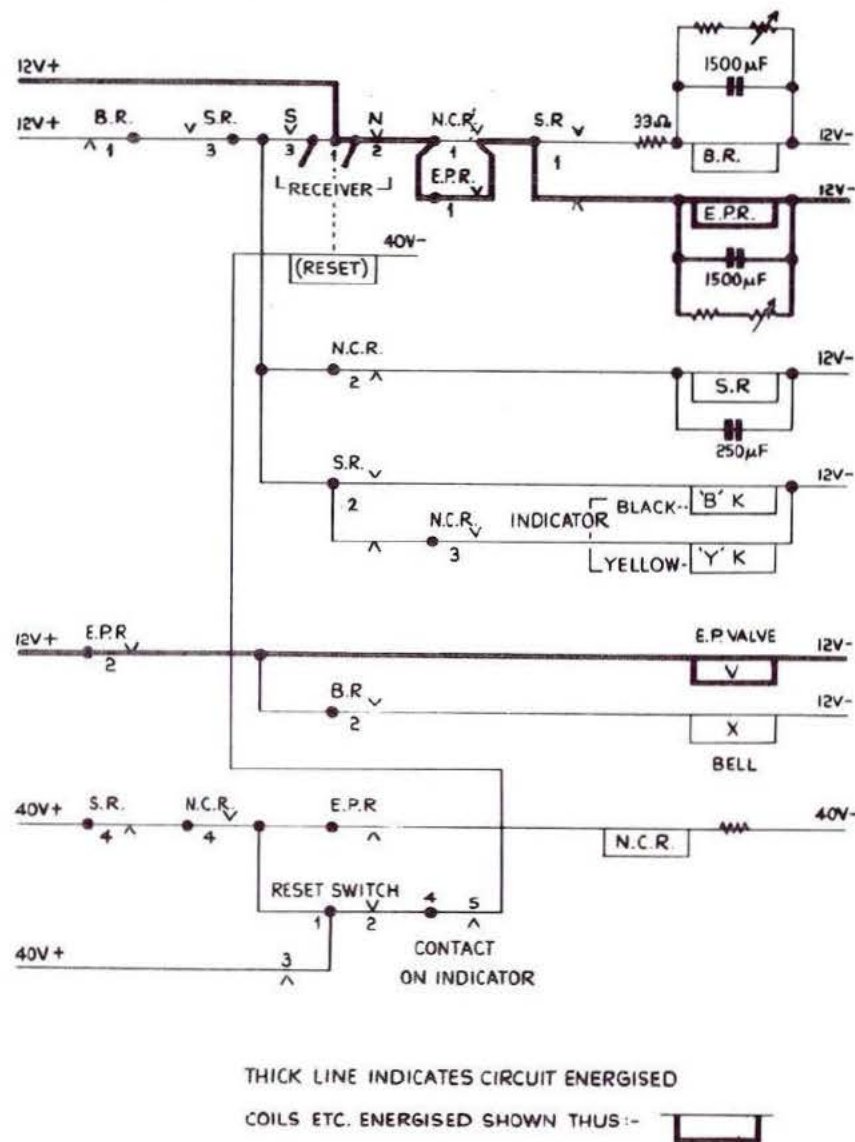 1500µF
12V+
12V+ B.R. S.R. S N N.C.R. S.R. 33Ω 12V-
1 3 3 1 2 1 1 B.R.
RECEIVER E.P.R. 12V-
1 E.P.R.
40V-
(RESET) 1500µF
N.C.R. 12V-
2 S.R
250µF
S.R. 12V-
2 BLACK 'B' K
N.C.R. INDICATOR
3 YELLOW 'Y' K
12V+ E.P.R E.P. VALVE 12V-
2 V
B.R 12V-
2 X
BELL
40V+ S.R. N.C.R. E.P.R 40V-
4 4 N.C.R.
RESET SWITCH 4 5
1 2
40V+ 3 CONTACT
ON INDICATOR
THICK LINE INDICATES CIRCUIT ENERGISED
COILS ETC. ENERGISED SHOWN THUS:-